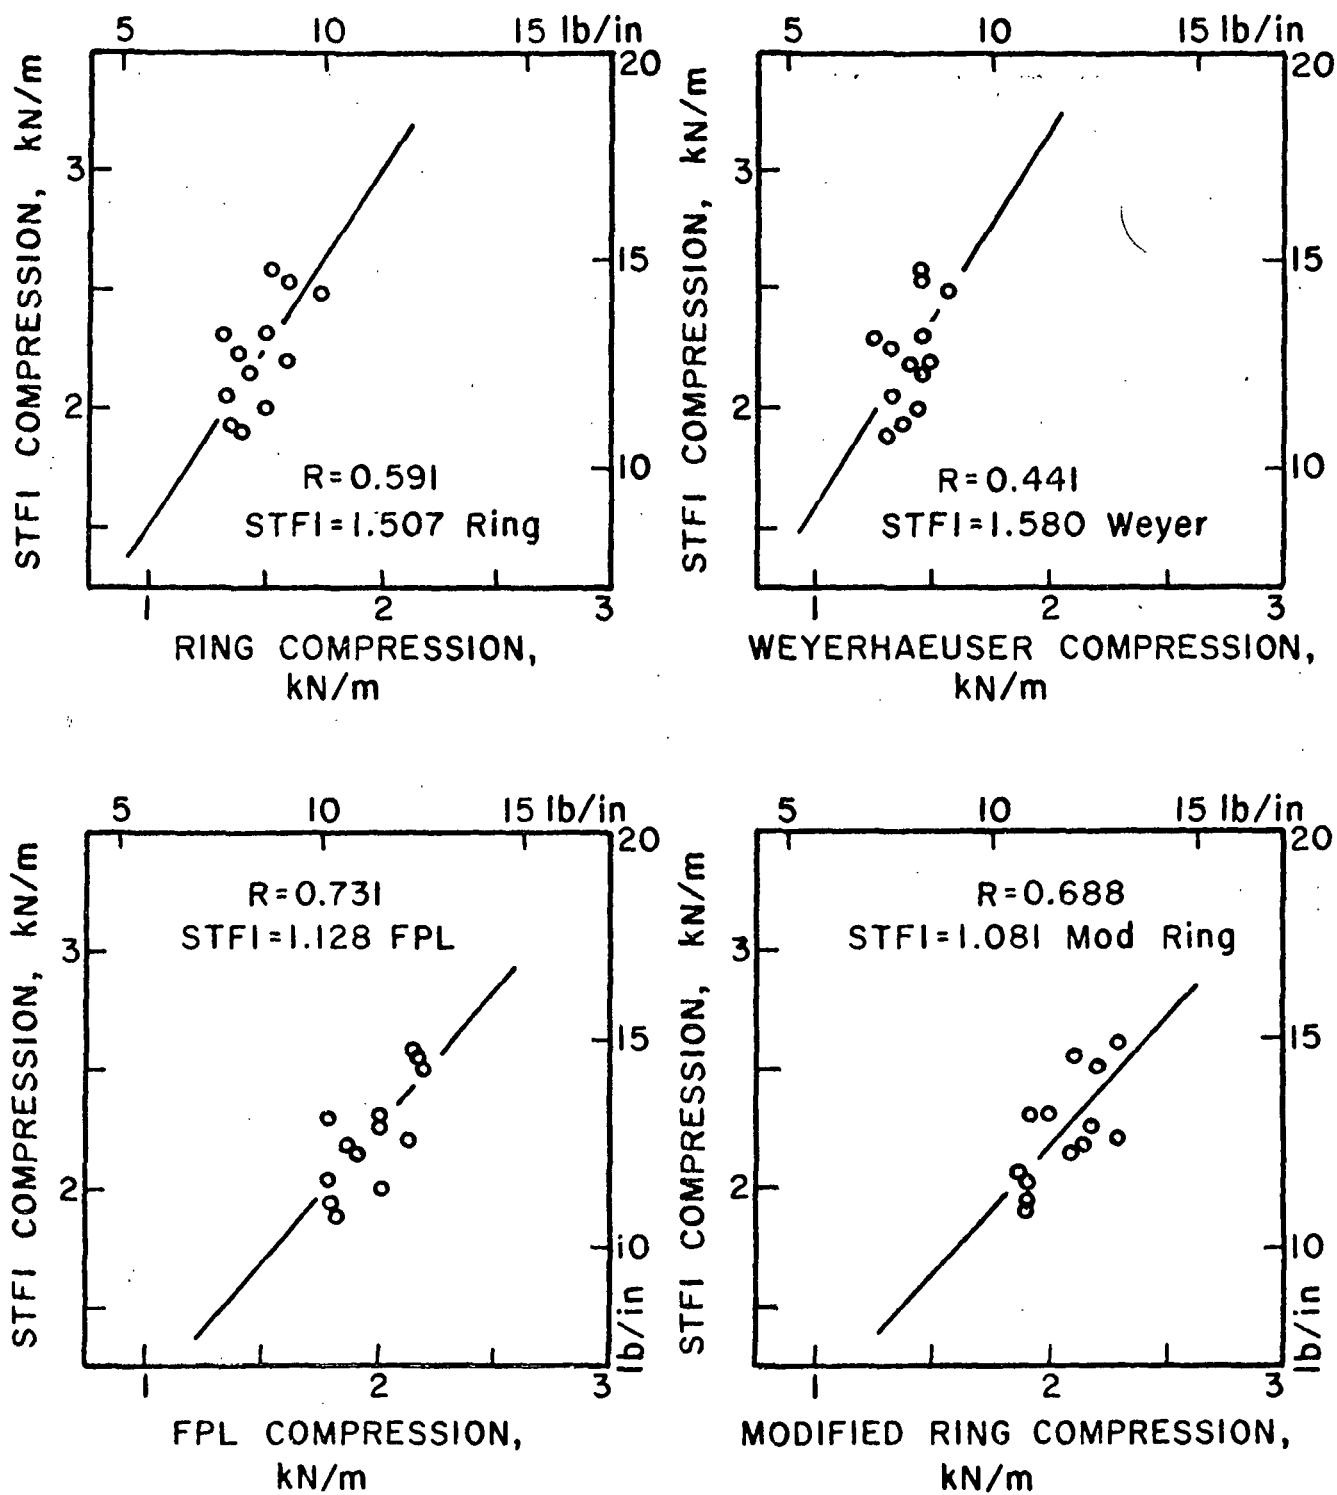 5 10 15 lb/in
20
15
10
3
2
STFI COMPRESSION, kN/m
R=0.591
STFI=1.507 Ring
1 2 3
RING COMPRESSION,
kN/m
5 10 15 lb/in
20
15
10
3
2
STFI COMPRESSION, kN/m
R=0.441
STFI=1.580 Weyer
1 2 3
WEYERHAEUSER COMPRESSION,
kN/m
5 10 15 lb/in
20
15
10
lb/in
3
2
STFI COMPRESSION, kN/m
R=0.731
STFI=1.128 FPL
1 2 3
FPL COMPRESSION,
kN/m
5 10 15 lb/in
20
15
10
lb/in
3
2
STFI COMPRESSION, kN/m
R=0.688
STFI=1.081 Mod Ring
1 2 3
MODIFIED RING COMPRESSION,
kN/m